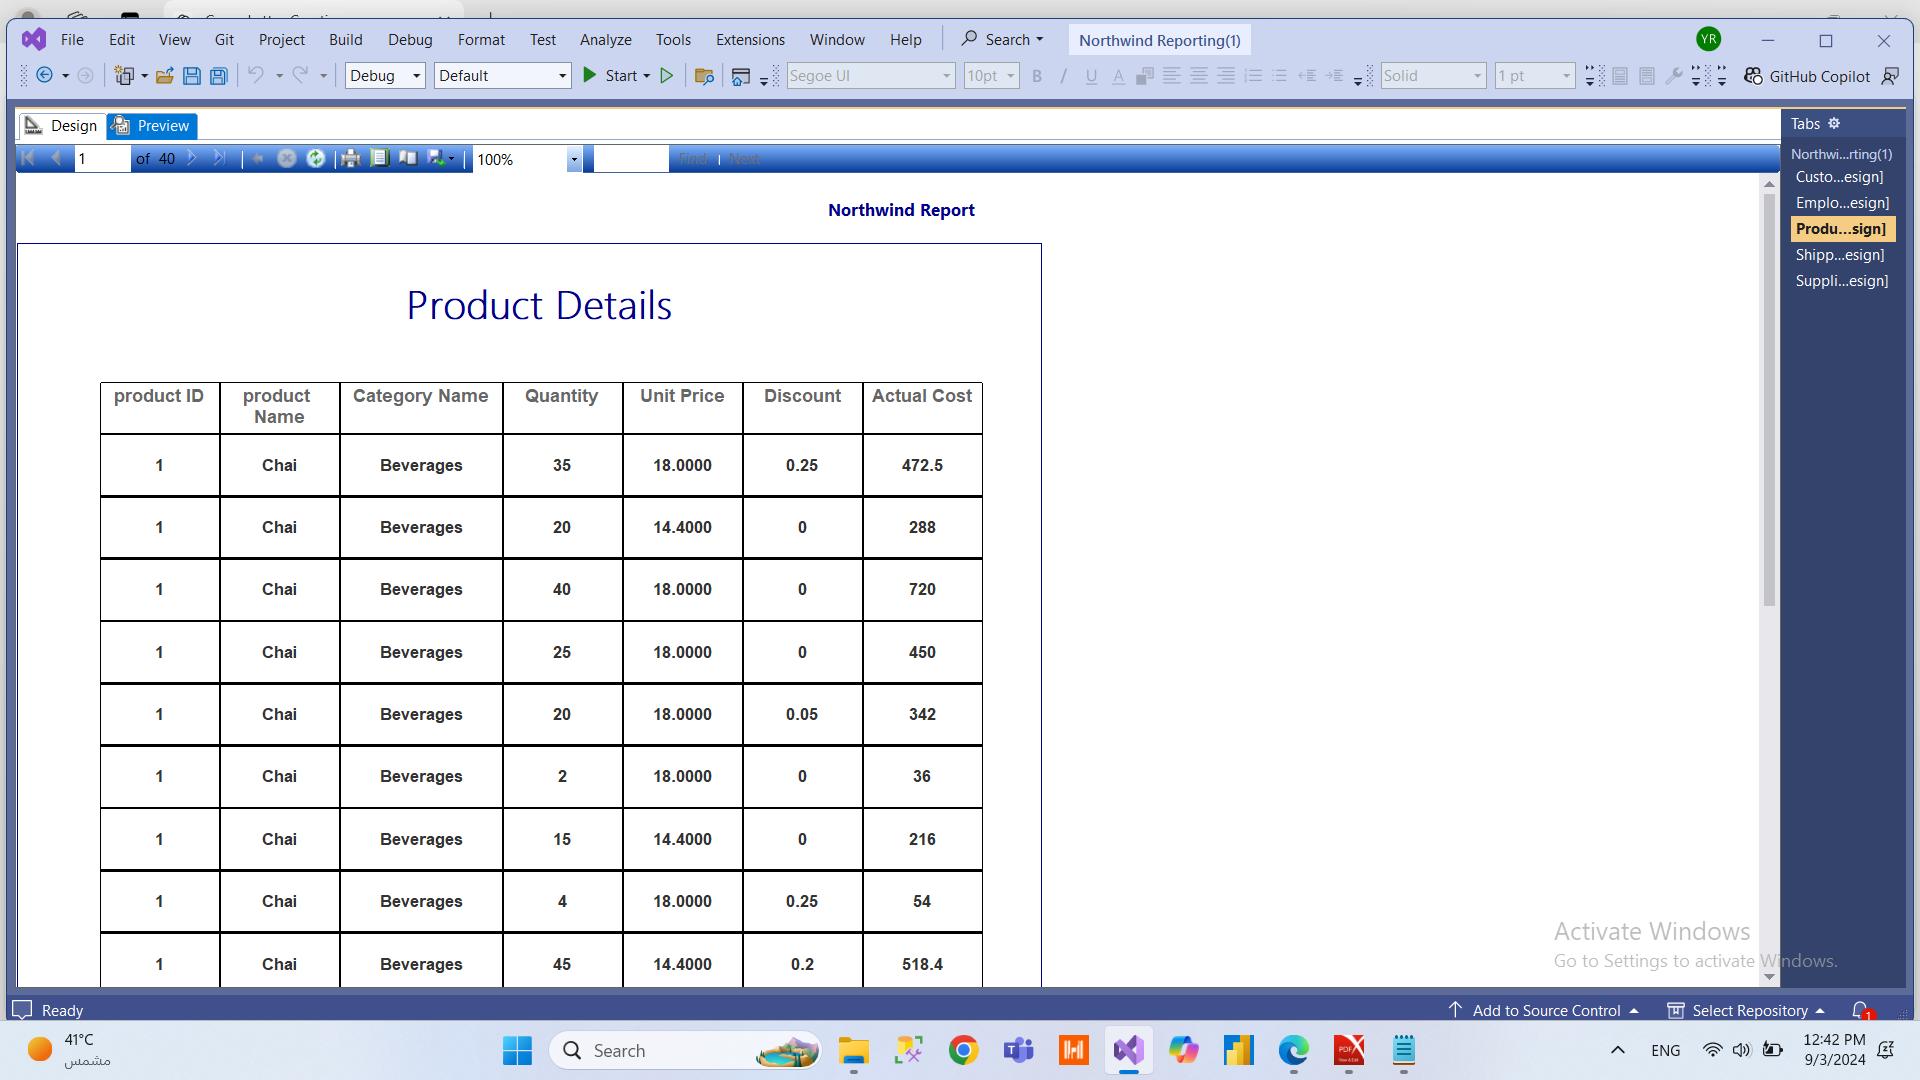 File Edit View Git Project Build Debug Format Test Analyze Tools Extensions Window Help Search Northwind Reporting(1) YR
Debug Default Start Segoe UI 10pt B I U A Solid 1 pt GitHub Copilot
Design Preview
Tabs
1 of 40 100% Find | Next
Northwi...rting(1)
Custo...esign]
Emplo...esign]
Produ...sign]
Shipp...esign]
Suppli...esign]
Northwind Report
Product Details
product ID product Name Category Name Quantity Unit Price Discount Actual Cost
1 Chai Beverages 35 18.0000 0.25 472.5
1 Chai Beverages 20 14.4000 0 288
1 Chai Beverages 40 18.0000 0 720
1 Chai Beverages 25 18.0000 0 450
1 Chai Beverages 20 18.0000 0.05 342
1 Chai Beverages 2 18.0000 0 36
1 Chai Beverages 15 14.4000 0 216
1 Chai Beverages 4 18.0000 0.25 54
1 Chai Beverages 45 14.4000 0.2 518.4
Activate Windows
Go to Settings to activate Windows.
Ready Add to Source Control Select Repository 1
41°C
مشمس
Search
ENG
12:42 PM
9/3/2024